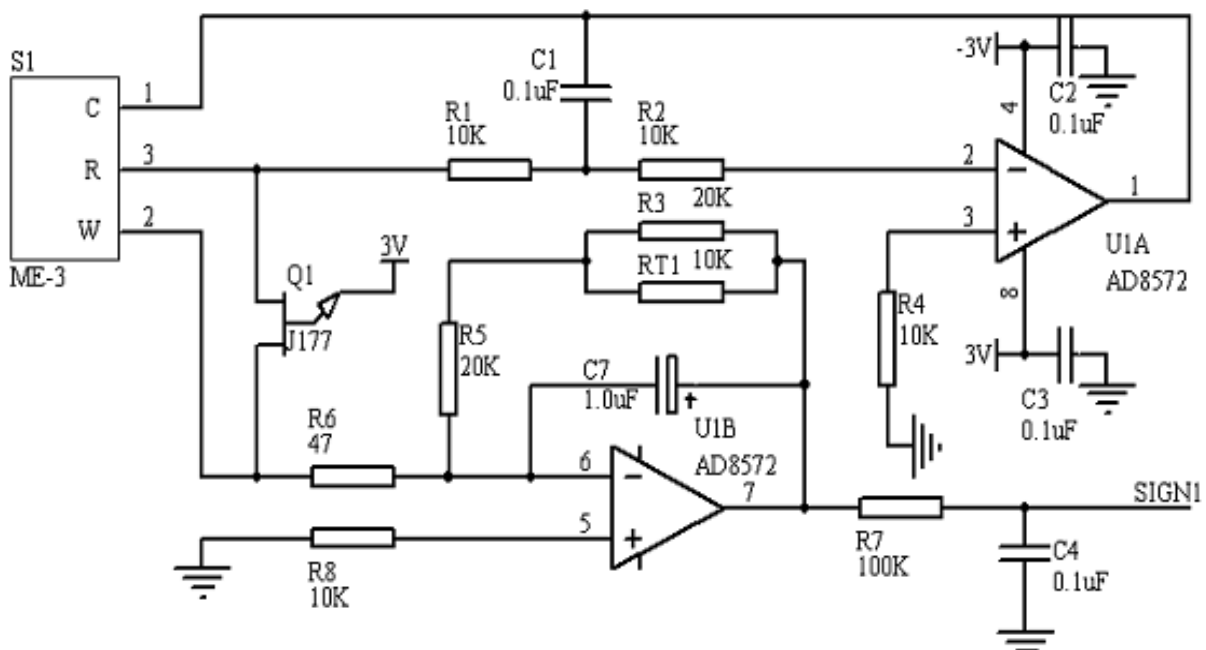 S1
C
R
W
ME-3
1
3
2
C1
0.1uF
R1
10K
R2
10K
20K
R3
10K
RT1
-3V
4
C2
0.1uF
2
3
1
U1A
AD8572
8
3V
C3
0.1uF
R4
10K
Q1
3V
J177
R5
20K
C7
1.0uF
U1B
AD8572
R6
47
6
5
7
R8
10K
R7
100K
SIGN1
C4
0.1uF